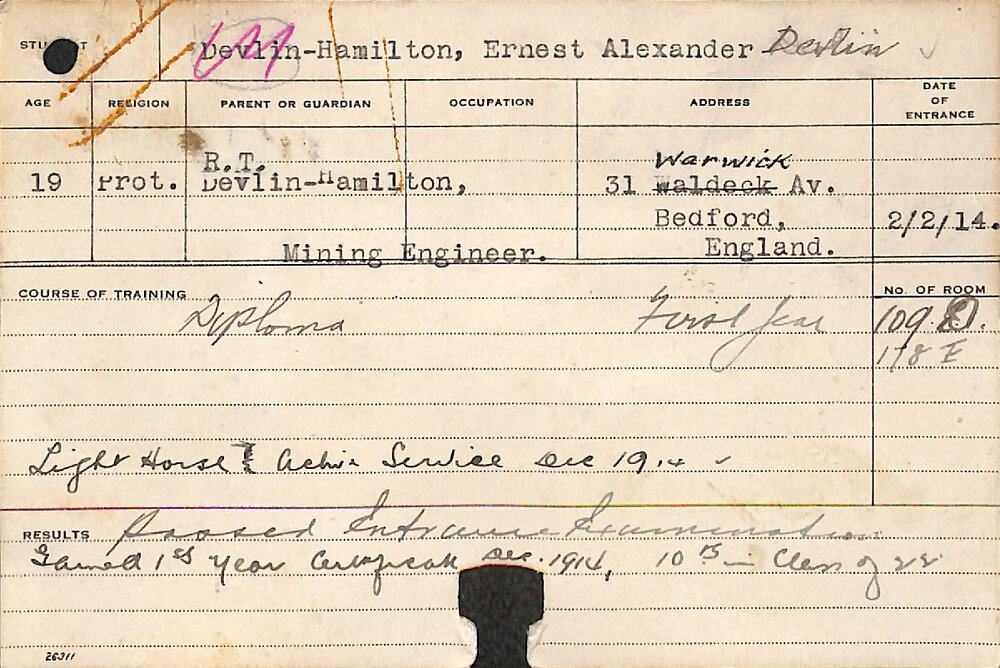 STUDENT Devlin-Hamilton, Ernest Alexander Devlin
AGE RELIGION PARENT OR GUARDIAN OCCUPATION ADDRESS DATE OF ENTRANCE
R.T. Warwick
19 Prot. Devlin-Hamilton, 31 Waldeck Av.
Bedford, 2/2/14.
Mining Engineer. England.
COURSE OF TRAINING No. OF ROOM
Diploma First Year 109 D.
178 E
Light Horse Active Service Dec 1914
RESULTS Passed Entrance Examination
Gained 1st Year Certificate Dec. 1914, 10th in Class of 22
26311